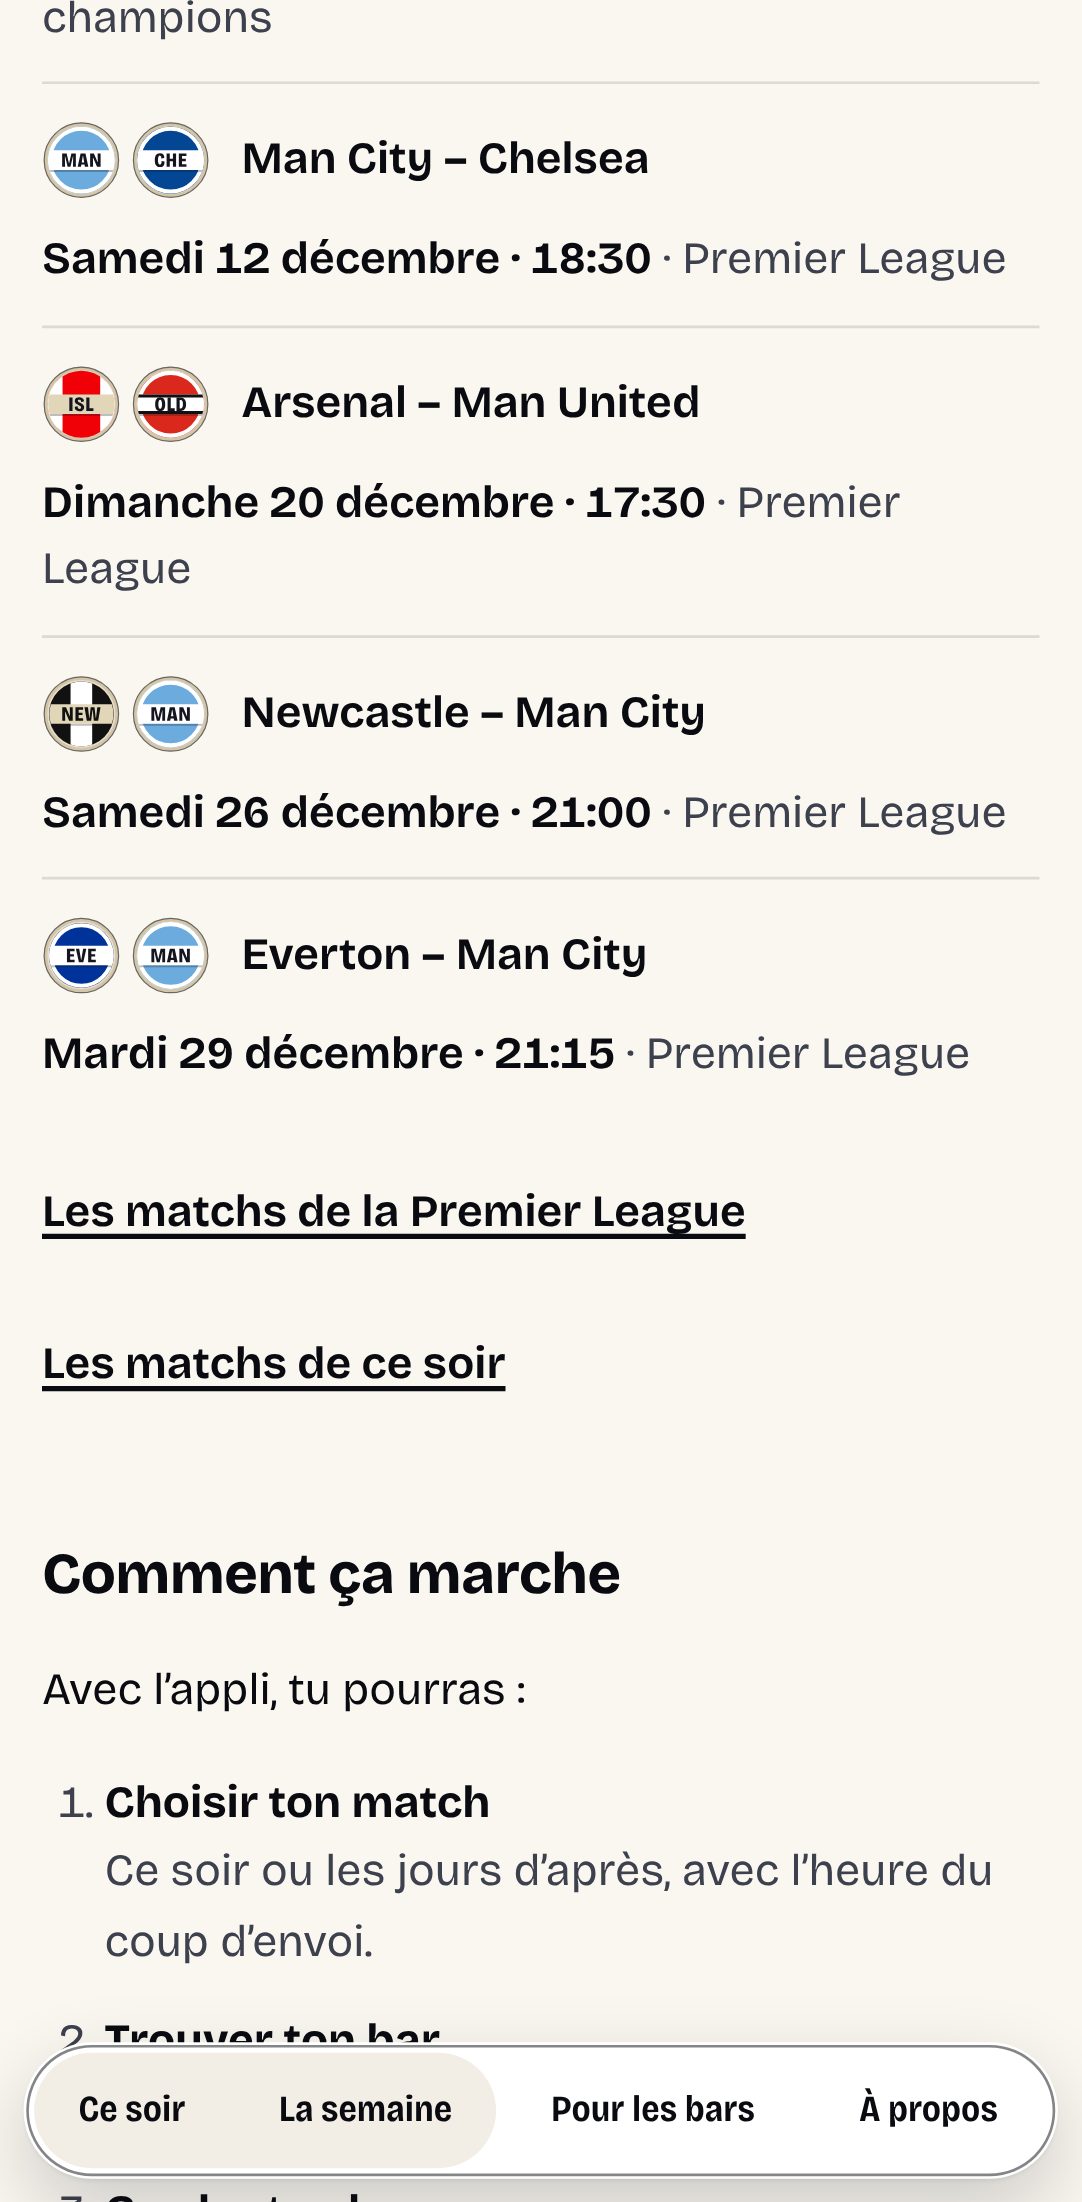 champions
MAN CHE Man City – Chelsea
Samedi 12 décembre · 18:30 · Premier League
ISL OLD Arsenal – Man United
Dimanche 20 décembre · 17:30 · Premier
League
NEW MAN Newcastle – Man City
Samedi 26 décembre · 21:00 · Premier League
EVE MAN Everton – Man City
Mardi 29 décembre · 21:15 · Premier League
Les matchs de la Premier League
Les matchs de ce soir
Comment ça marche
Avec l’appli, tu pourras :
1. Choisir ton match
Ce soir ou les jours d’après, avec l’heure du
coup d’envoi.
2. Trouver ton bar
Ce soir La semaine Pour les bars À propos